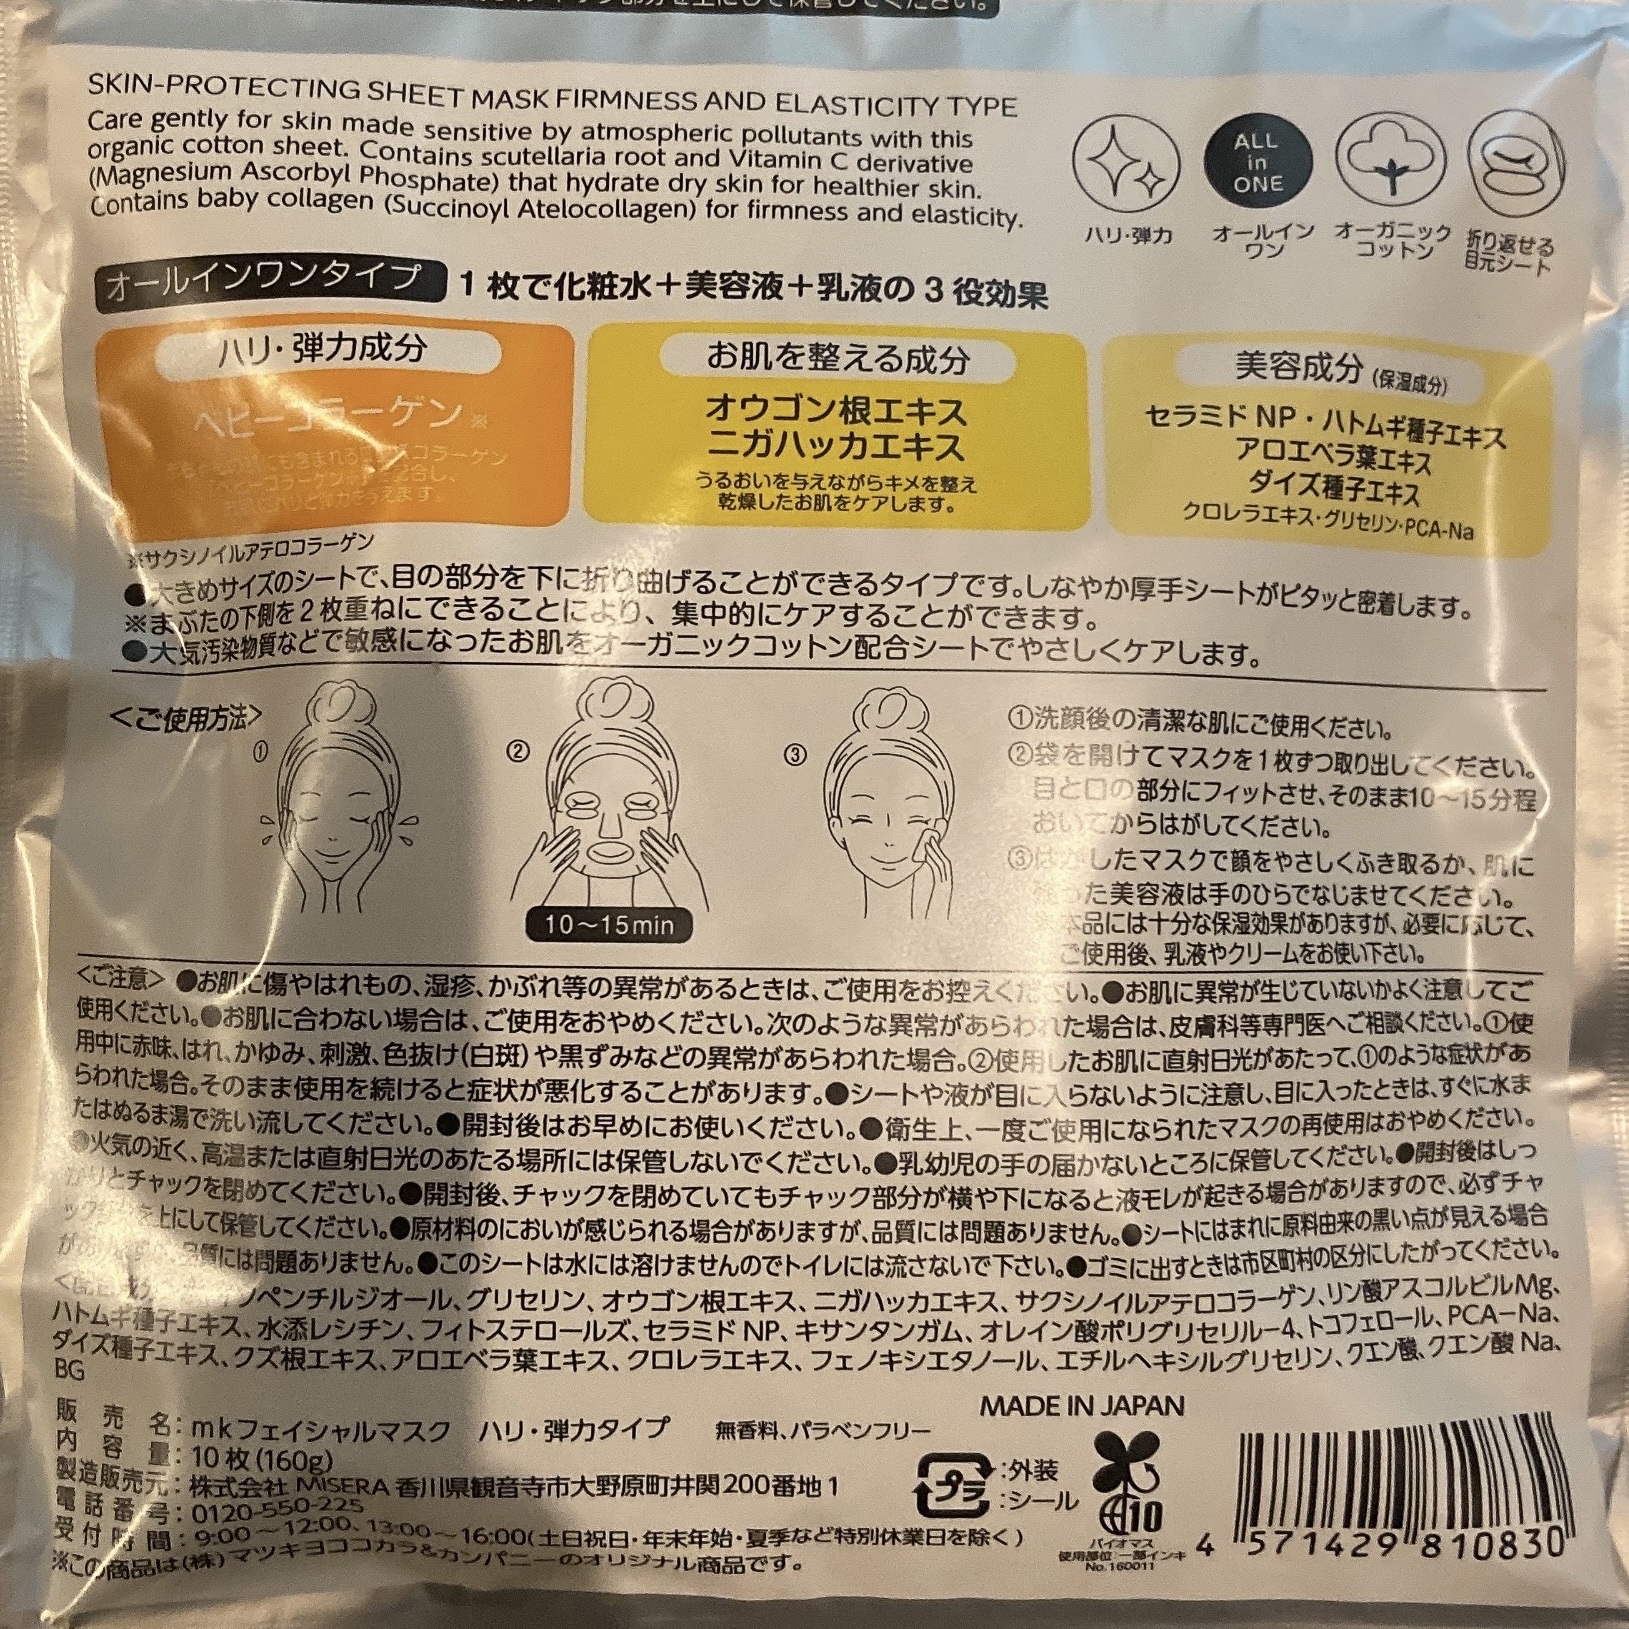 SKIN-PROTECTING SHEET MASK FIRMNESS AND ELASTICITY TYPE
Care gently for skin made sensitive by atmospheric pollutants with this
organic cotton sheet. Contains scutellaria root and Vitamin C derivative
(Magnesium Ascorbyl Phosphate) that hydrate dry skin for healthier skin.
Contains baby collagen (Succinoyl Atelocollagen) for firmness and elasticity.
ALL
in
ONE
ハリ・弾力
オールイン
ワン
オーガニック
コットン
折り返せる
目元シート
オールインワンタイプ 1枚で化粧水＋美容液＋乳液の3役効果
ハリ・弾力成分
ベビーコラーゲン※
お肌を整える成分
オウゴン根エキス
ニガハッカエキス
うるおいを与えながらキメを整え
乾燥したお肌をケアします。
美容成分(保湿成分)
セラミドNP・ハトムギ種子エキス
アロエベラ葉エキス
ダイズ種子エキス
クロレラエキス・グリセリン・PCA-Na
※サクシノイルアテロコラーゲン
●大きめサイズのシートで、目の部分を下に折り曲げることができるタイプです。しなやか厚手シートがピタッと密着します。
※まぶたの下側を2枚重ねにできることにより、集中的にケアすることができます。
●大気汚染物質などで敏感になったお肌をオーガニックコットン配合シートでやさしくケアします。
<ご使用方法>
① ② ③
10～15min
①洗顔後の清潔な肌にご使用ください。
②袋を開けてマスクを1枚ずつ取り出してください。
目と口の部分にフィットさせ、そのまま10～15分程
おいてからはがしてください。
③はがしたマスクで顔をやさしくふき取るか、肌に
った美容液は手のひらでなじませてください。
本品には十分な保湿効果がありますが、必要に応じて、
ご使用後、乳液やクリームをお使い下さい。
<ご注意> ●お肌に傷やはれもの、湿疹、かぶれ等の異常があるときは、ご使用をお控えください。●お肌に異常が生じていないかよく注意してご
使用ください。●お肌に合わない場合は、ご使用をおやめください。次のような異常があらわれた場合は、皮膚科等専門医へご相談ください。①使
用中に赤味、はれ、かゆみ、刺激、色抜け(白斑)や黒ずみなどの異常があらわれた場合。②使用したお肌に直射日光があたって、①のような症状があ
らわれた場合。そのまま使用を続けると症状が悪化することがあります。●シートや液が目に入らないように注意し、目に入ったときは、すぐに水ま
たはぬるま湯で洗い流してください。●開封後はお早めにお使いください。●衛生上、一度ご使用になられたマスクの再使用はおやめください。
●火気の近く、高温または直射日光のあたる場所には保管しないでください。●乳幼児の手の届かないところに保管してください。●開封後はしっ
かりとチャックを閉めてください。●開封後、チャックを閉めていてもチャック部分が横や下になると液モレが起きる場合がありますので、必ずチャ
ック を上にして保管してください。●原材料のにおいが感じられる場合がありますが、品質には問題ありません。●シートにはまれに原料由来の黒い点が見える場合
が 品質には問題ありません。●このシートは水には溶けませんのでトイレには流さないで下さい。●ゴミに出すときは市区町村の区分にしたがってください。
ペンチルジオール、グリセリン、オウゴン根エキス、ニガハッカエキス、サクシノイルアテロコラーゲン、リン酸アスコルビルMg、
ハトムギ種子エキス、水添レシチン、フィトステロールズ、セラミドNP、キサンタンガム、オレイン酸ポリグリセリル－4、トコフェロール、PCA－Na、
ダイズ種子エキス、クズ根エキス、アロエベラ葉エキス、クロレラエキス、フェノキシエタノール、エチルヘキシルグリセリン、クエン酸、クエン酸Na、
BG
販売名：mkフェイシャルマスク ハリ・弾力タイプ 無香料、パラベンフリー
内容量：10枚(160g)
製造販売元：株式会社 MISERA 香川県観音寺市大野原町井関200番地1
電話番号：0120-550-225
受付時間：9:00～12:00、13:00～16:00(土日祝日・年末年始・夏季など特別休業日を除く)
※この商品は(株)マツキヨココカラ&カンパニーのオリジナル商品です。
MADE IN JAPAN
プラ
：外装
：シール
バイオマス
使用部位：一部インキ
No.160011
4 571429 810830